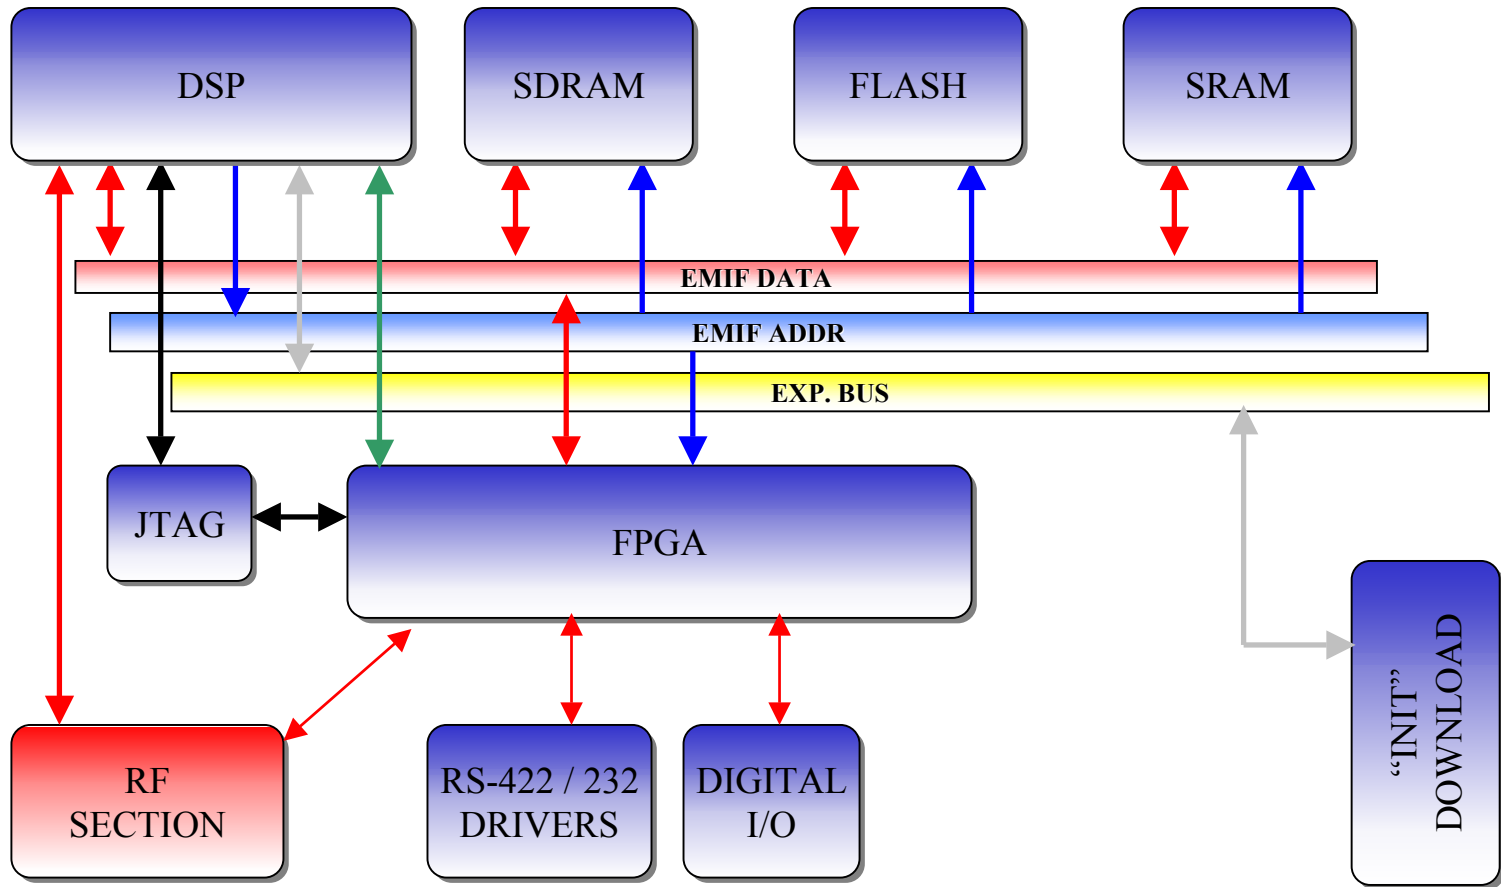 DSP
SDRAM
FLASH
SRAM
EMIF DATA
EMIF ADDR
EXP. BUS
JTAG
FPGA
“INIT”
DOWNLOAD
RF
SECTION
RS-422 / 232
DRIVERS
DIGITAL
I/O